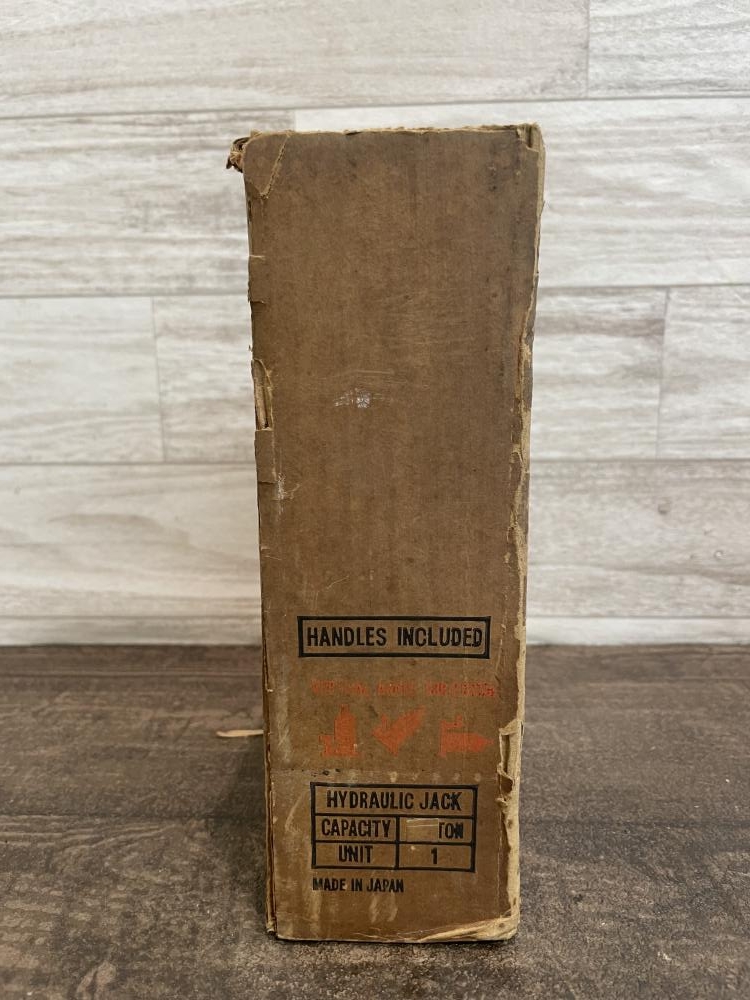 HANDLES INCLUDED
HYDRAULIC JACK
CAPACITY TON
UNIT 1
MADE IN JAPAN